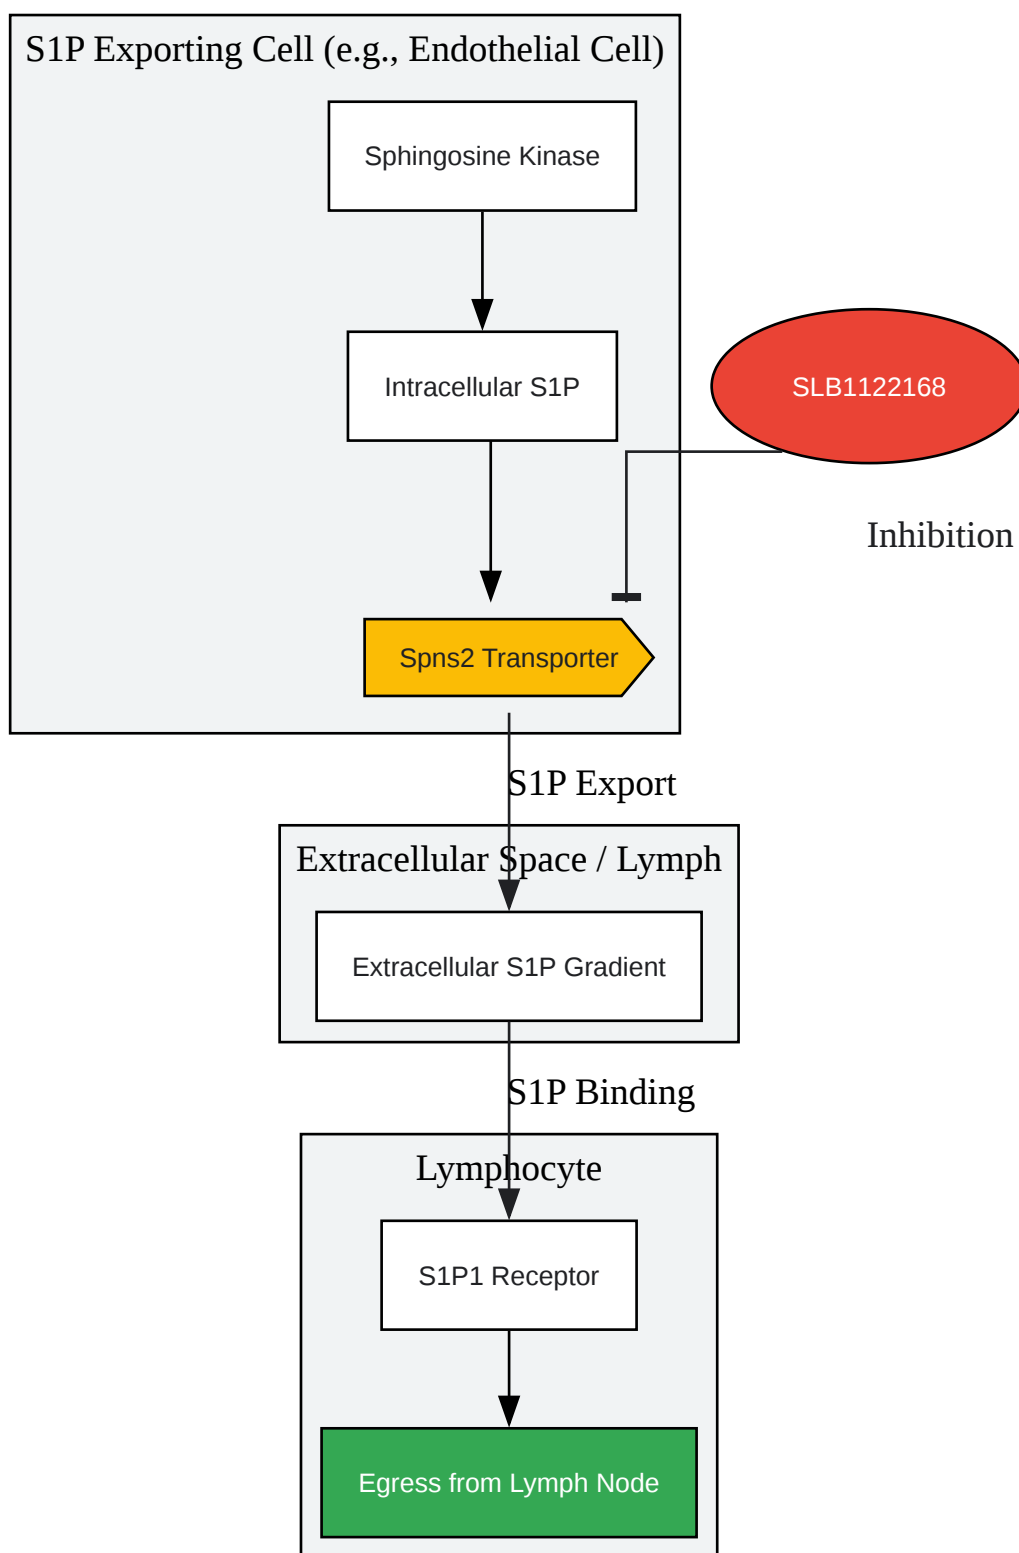 S1P Exporting Cell (e.g., Endothelial Cell)
Sphingosine Kinase
Intracellular S1P
SLB1122168
Inhibition
Spns2 Transporter
S1P Export
Extracellular Space / Lymph
Extracellular S1P Gradient
S1P Binding
Lymphocyte
S1P1 Receptor
Egress from Lymph Node